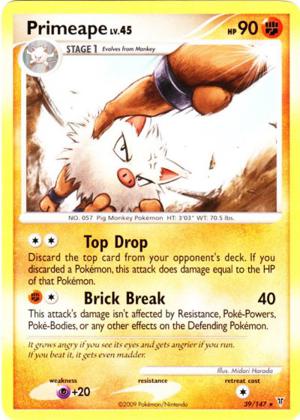 Primeape LV.45
HP 90
STAGE 1 Evolves from Mankey
NO. 057 Pig Monkey Pokémon HT: 3'03" WT: 70.5 lbs.
Top Drop
Discard the top card from your opponent's deck. If you
discarded a Pokémon, this attack does damage equal to the HP
of that Pokémon.
Brick Break 40
This attack's damage isn't affected by Resistance, Poké-Powers,
Poké-Bodies, or any other effects on the Defending Pokémon.
It grows angry if you see its eyes and gets angrier if you run.
If you beat it, it gets even madder.
Illus. Midori Harada
weakness resistance retreat cost
+20
©2009 Pokémon/Nintendo 39/147